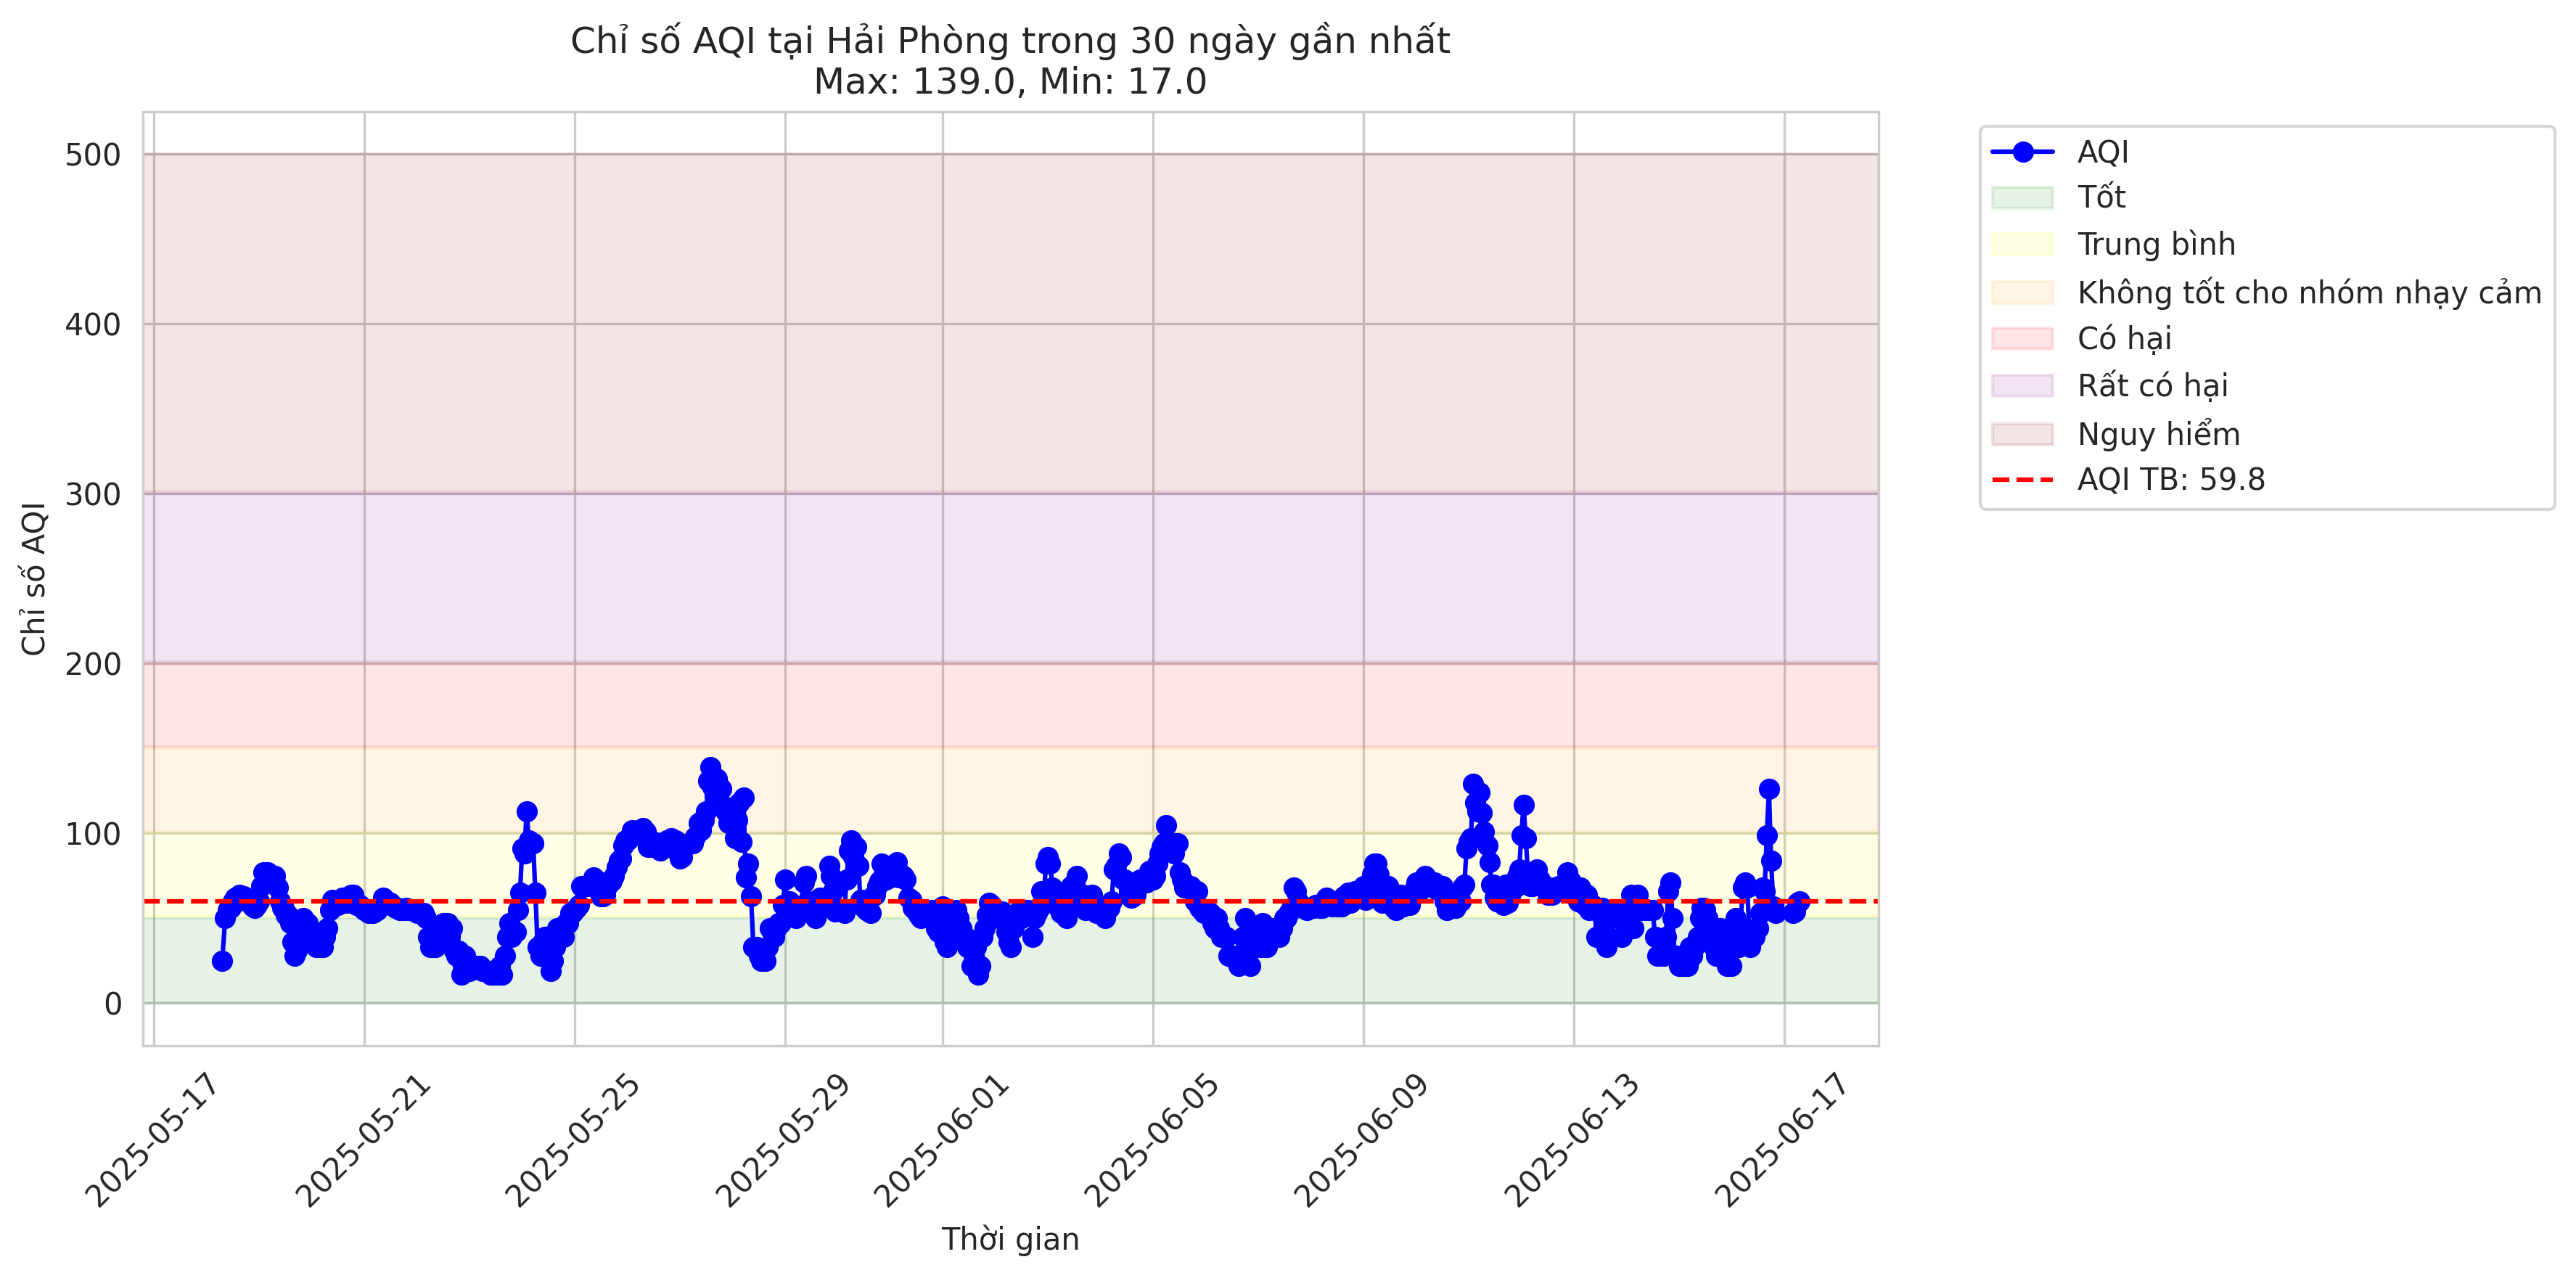 Chỉ số AQI tại Hải Phòng trong 30 ngày gần nhất
Max: 139.0, Min: 17.0
Chỉ số AQI
500
400
300
200
100
0
2025-05-17
2025-05-21
2025-05-25
2025-05-29
2025-06-01
2025-06-05
2025-06-09
2025-06-13
2025-06-17
Thời gian
AQI
Tốt
Trung bình
Không tốt cho nhóm nhạy cảm
Có hại
Rất có hại
Nguy hiểm
AQI TB: 59.8